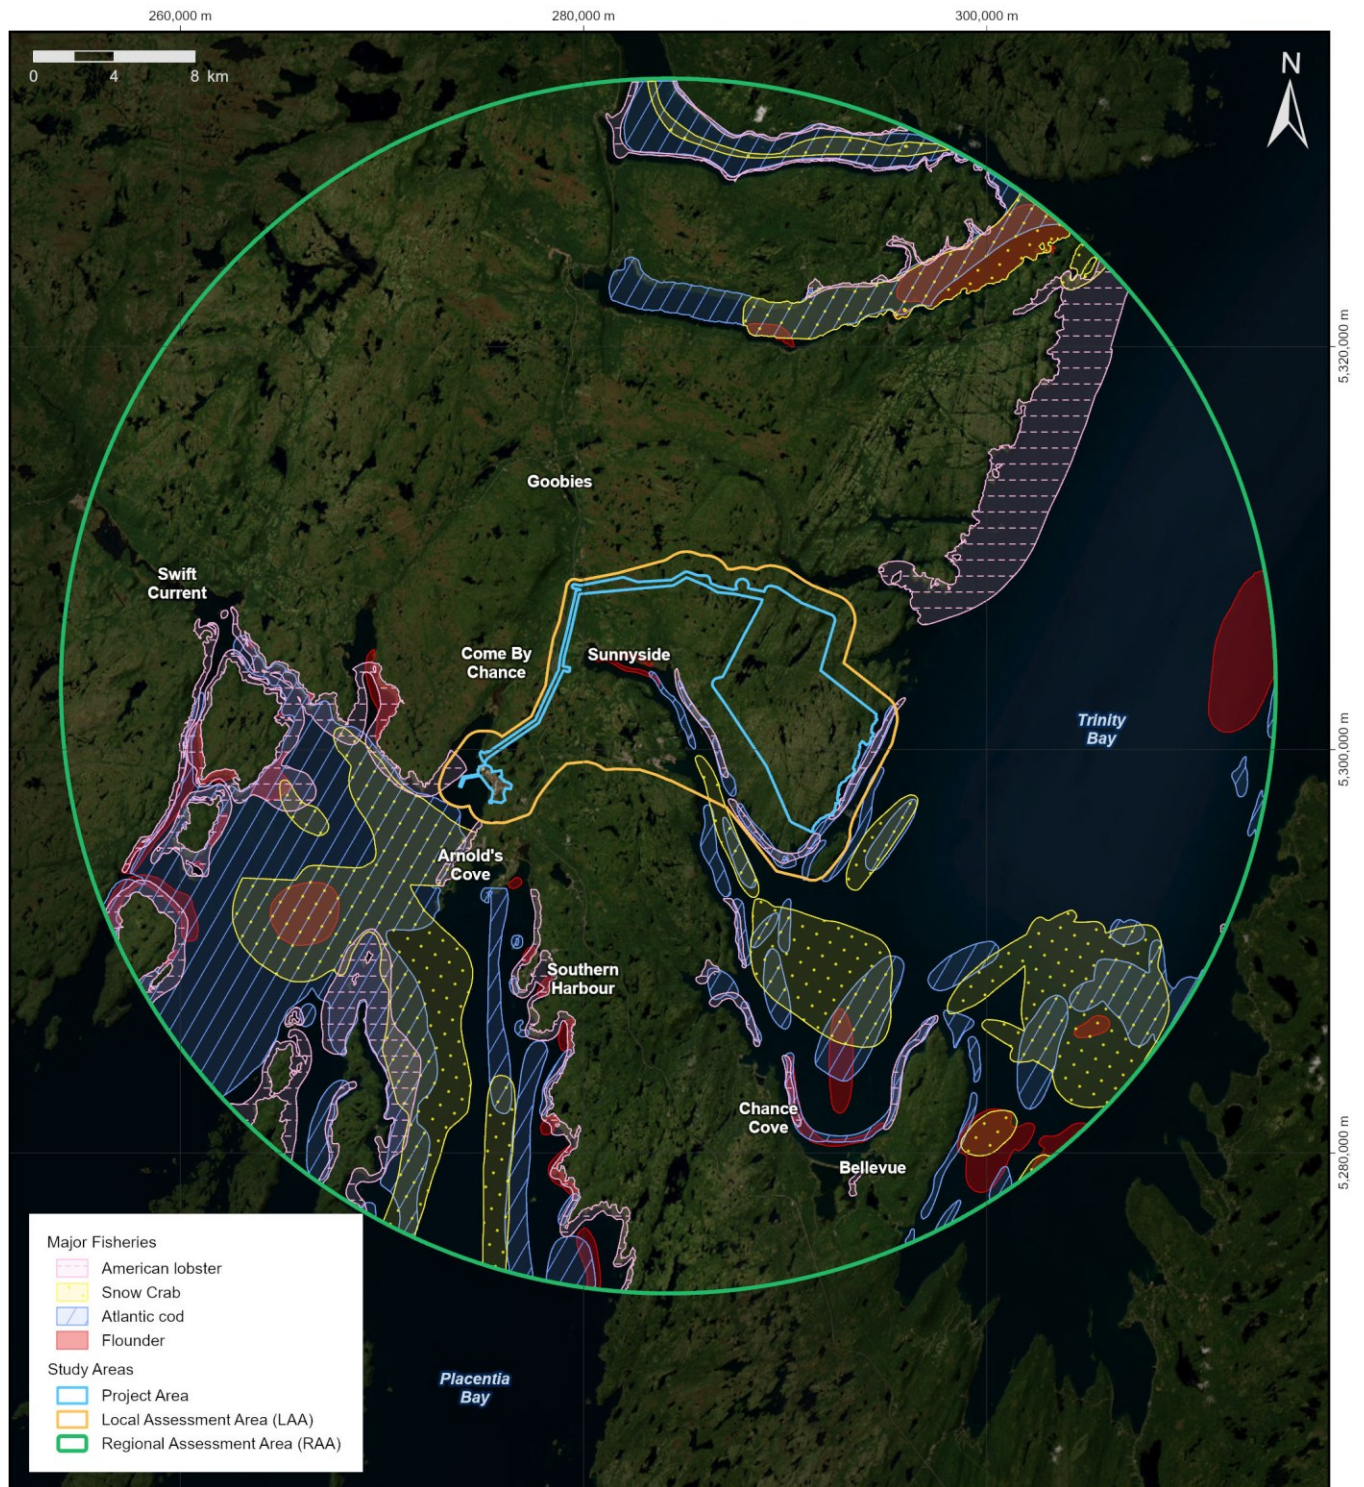 260,000 m
280,000 m
300,000 m
0 4 8 km
N
5,320,000 m
Goobies
Swift
Current
Come By
Chance
Sunnyside
Trinity
Bay
5,300,000 m
Arnold's
Cove
Southern
Harbour
Chance
Cove
Bellevue
5,280,000 m
Placentia
Bay
Major Fisheries
American lobster
Snow Crab
Atlantic cod
Flounder
Study Areas
Project Area
Local Assessment Area (LAA)
Regional Assessment Area (RAA)